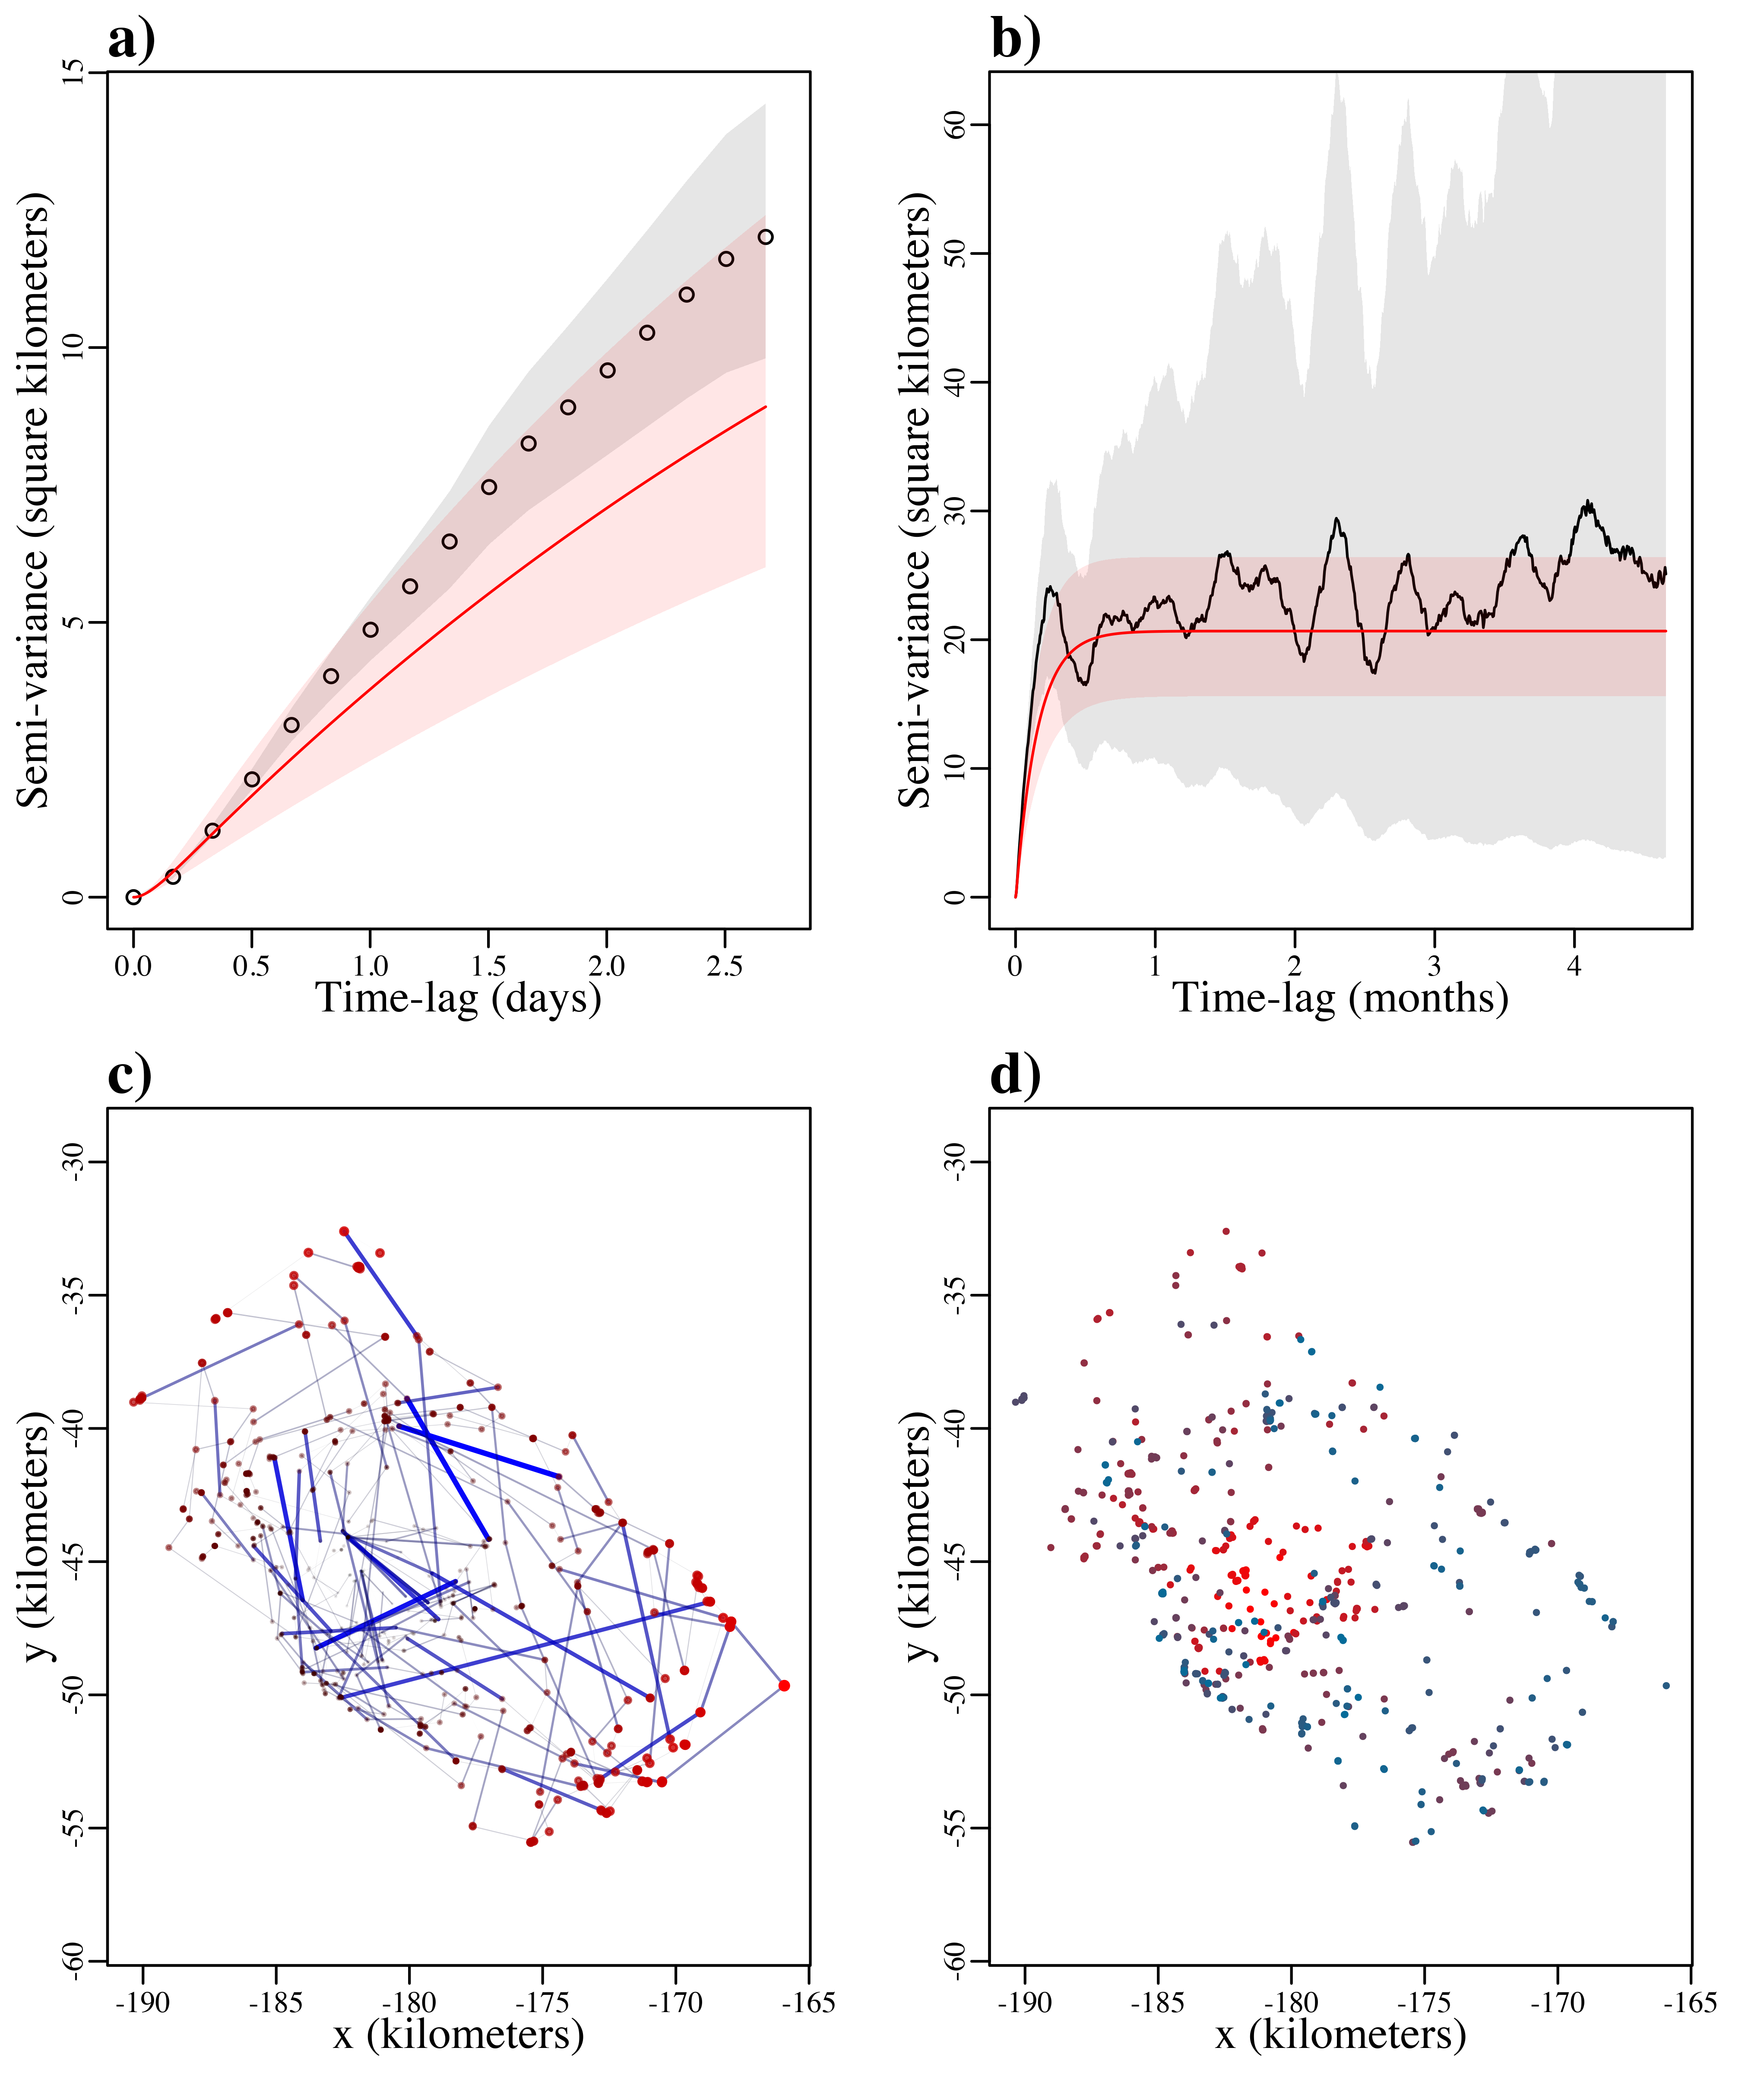 a)
Semi-variance (square kilometers)
15
10
5
0
0.0 0.5 1.0 1.5 2.0 2.5
Time-lag (days)
b)
Semi-variance (square kilometers)
60
50
40
30
20
10
0
0 1 2 3 4
Time-lag (months)
c)
y (kilometers)
-30
-35
-40
-45
-50
-55
-60
-190 -185 -180 -175 -170 -165
x (kilometers)
d)
y (kilometers)
-30
-35
-40
-45
-50
-55
-60
-190 -185 -180 -175 -170 -165
x (kilometers)